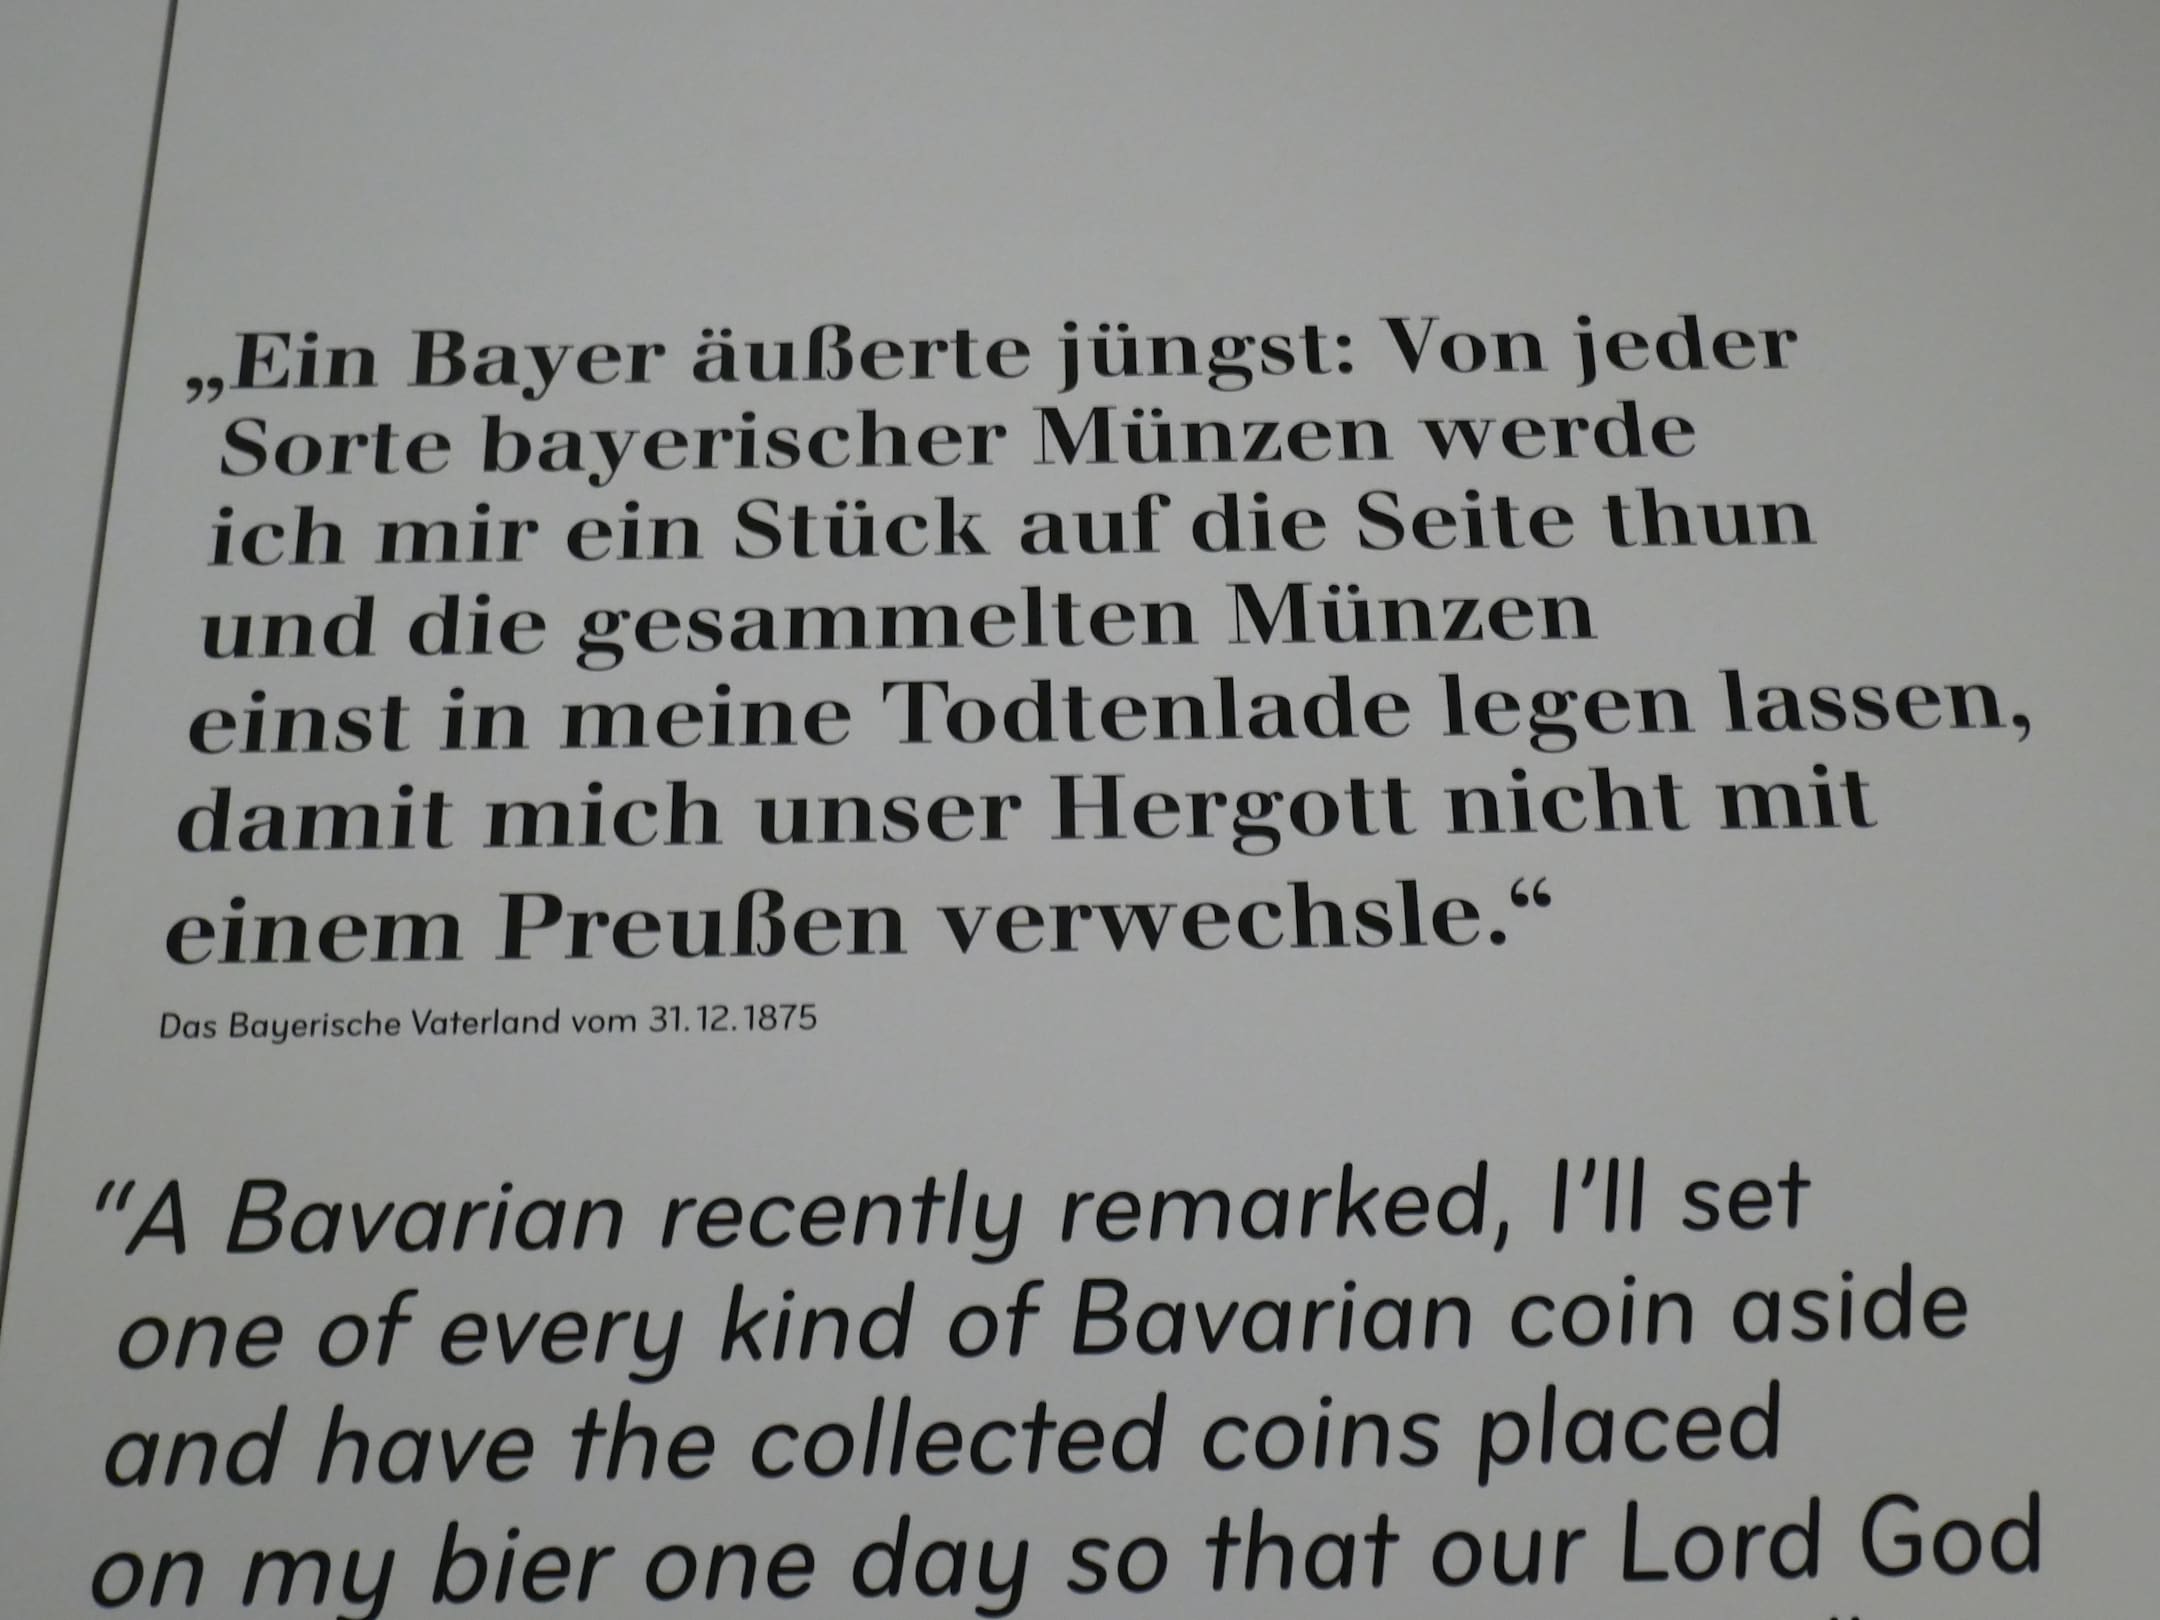 „Ein Bayer äußerte jüngst: Von jeder
Sorte bayerischer Münzen werde
ich mir ein Stück auf die Seite thun
und die gesammelten Münzen
einst in meine Todtenlade legen lassen,
damit mich unser Hergott nicht mit
einem Preußen verwechsle.“
Das Bayerische Vaterland vom 31.12.1875
“A Bavarian recently remarked, I’ll set
one of every kind of Bavarian coin aside
and have the collected coins placed
on my bier one day so that our Lord God